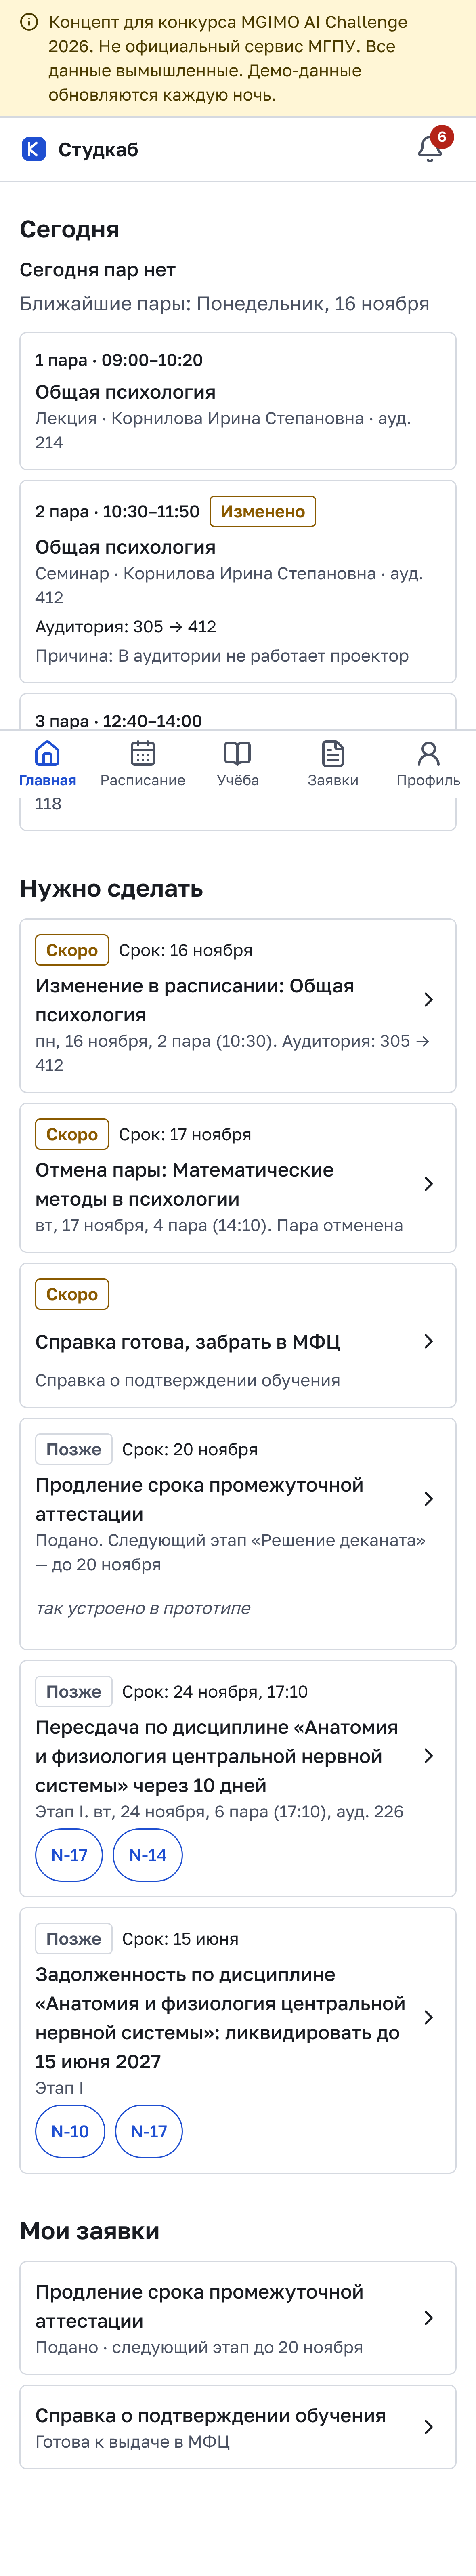 Концепт для конкурса MGIMO AI Challenge
2026. Не официальный сервис МГПУ. Все
данные вымышленные. Демо-данные
обновляются каждую ночь.
Студкаб
6
Сегодня
Сегодня пар нет
Ближайшие пары: Понедельник, 16 ноября
1 пара · 09:00–10:20
Общая психология
Лекция · Корнилова Ирина Степановна · ауд.
214
2 пара · 10:30–11:50 Изменено
Общая психология
Семинар · Корнилова Ирина Степановна · ауд.
412
Аудитория: 305 → 412
Причина: В аудитории не работает проектор
3 пара · 12:40–14:00
Главная Расписание Учёба Заявки Профиль
118
Нужно сделать
Скоро Срок: 16 ноября
Изменение в расписании: Общая
психология
пн, 16 ноября, 2 пара (10:30). Аудитория: 305 →
412
Скоро Срок: 17 ноября
Отмена пары: Математические
методы в психологии
вт, 17 ноября, 4 пара (14:10). Пара отменена
Скоро
Справка готова, забрать в МФЦ
Справка о подтверждении обучения
Позже Срок: 20 ноября
Продление срока промежуточной
аттестации
Подано. Следующий этап «Решение деканата»
— до 20 ноября
так устроено в прототипе
Позже Срок: 24 ноября, 17:10
Пересдача по дисциплине «Анатомия
и физиология центральной нервной
системы» через 10 дней
Этап I. вт, 24 ноября, 6 пара (17:10), ауд. 226
N-17 N-14
Позже Срок: 15 июня
Задолженность по дисциплине
«Анатомия и физиология центральной
нервной системы»: ликвидировать до
15 июня 2027
Этап I
N-10 N-17
Мои заявки
Продление срока промежуточной
аттестации
Подано · следующий этап до 20 ноября
Справка о подтверждении обучения
Готова к выдаче в МФЦ